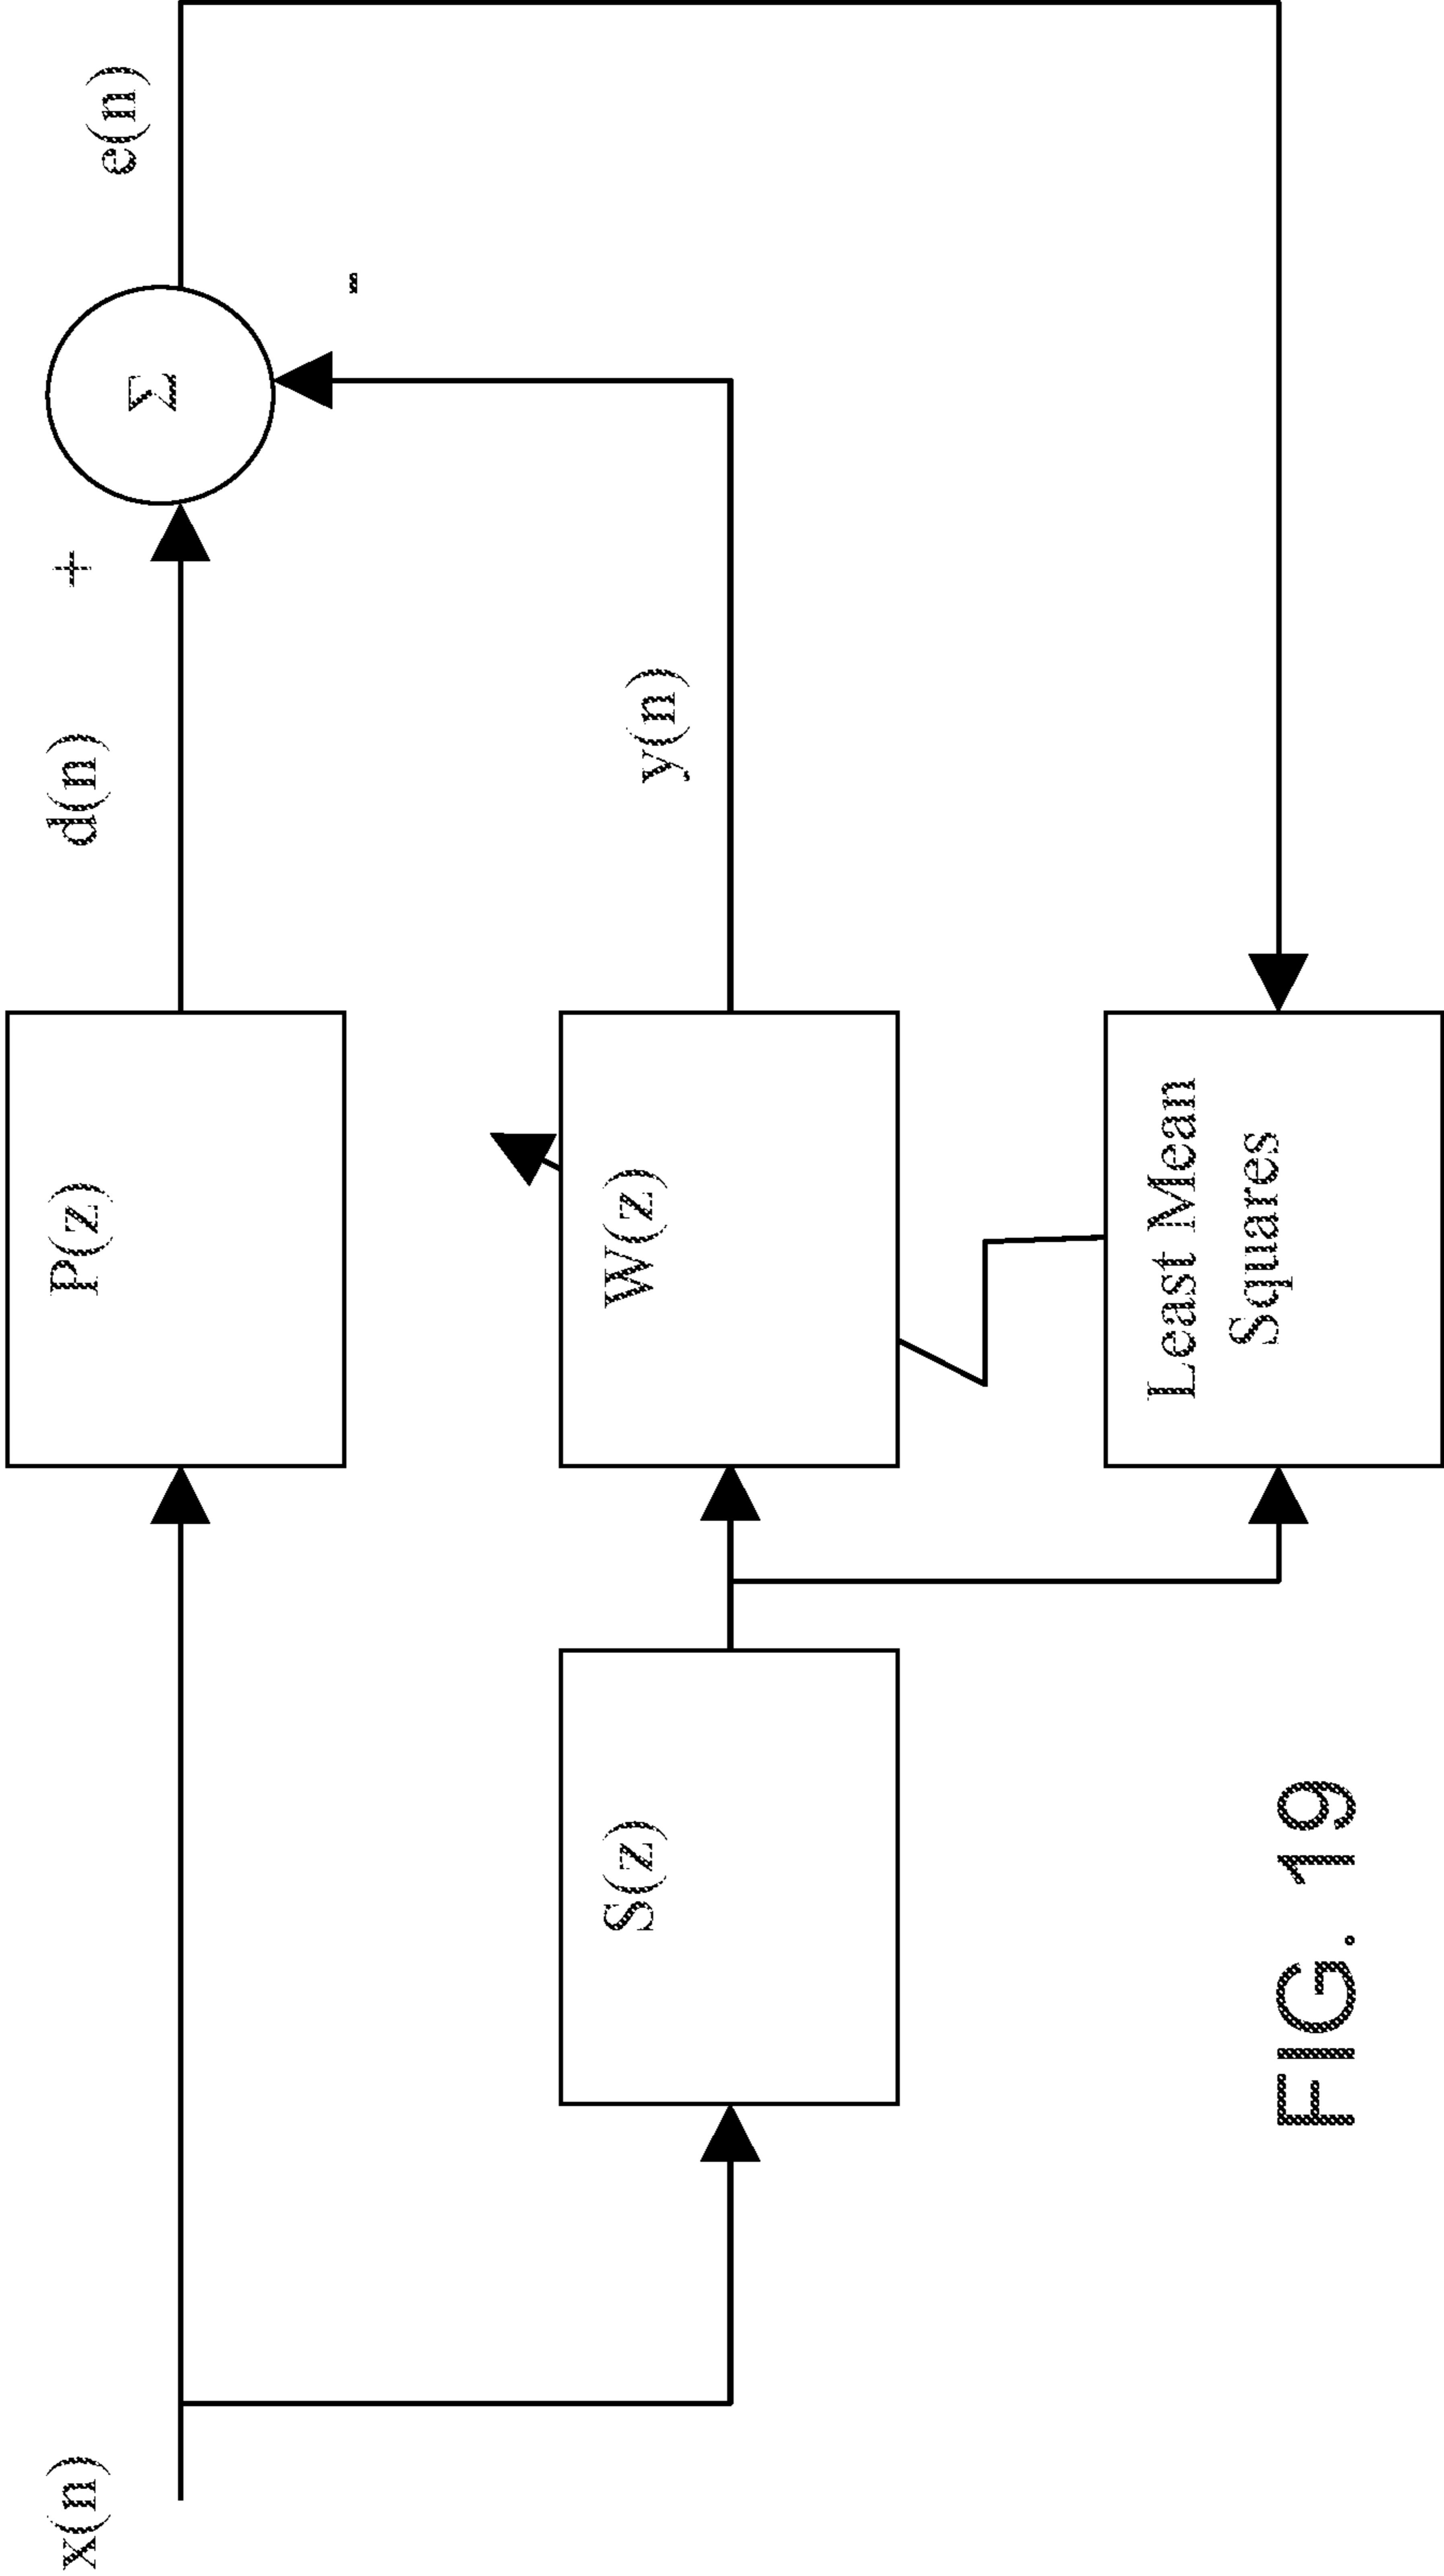 x(n)
P(z)
d(n)
+
Σ
e(n)
-
S(z)
W(z)
y(n)
Least Mean
Squares
FIG. 19